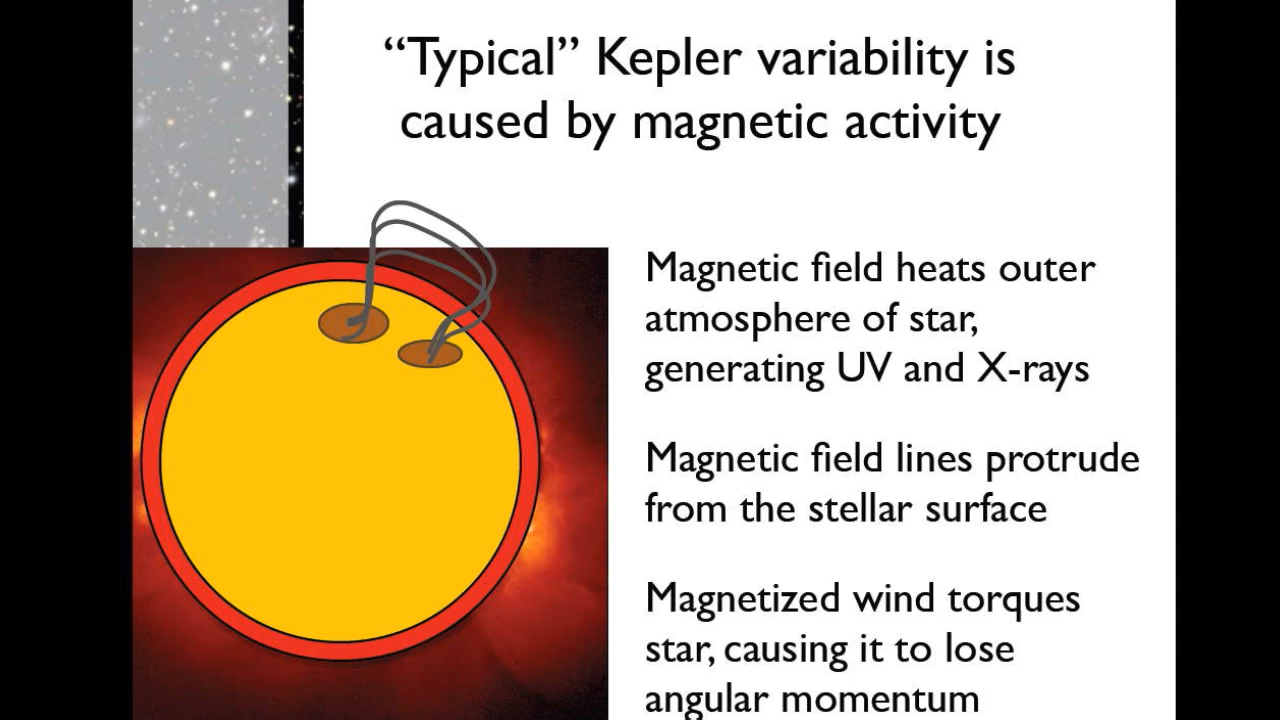 “Typical” Kepler variability is
caused by magnetic activity
Magnetic field heats outer
atmosphere of star,
generating UV and X-rays
Magnetic field lines protrude
from the stellar surface
Magnetized wind torques
star, causing it to lose
angular momentum